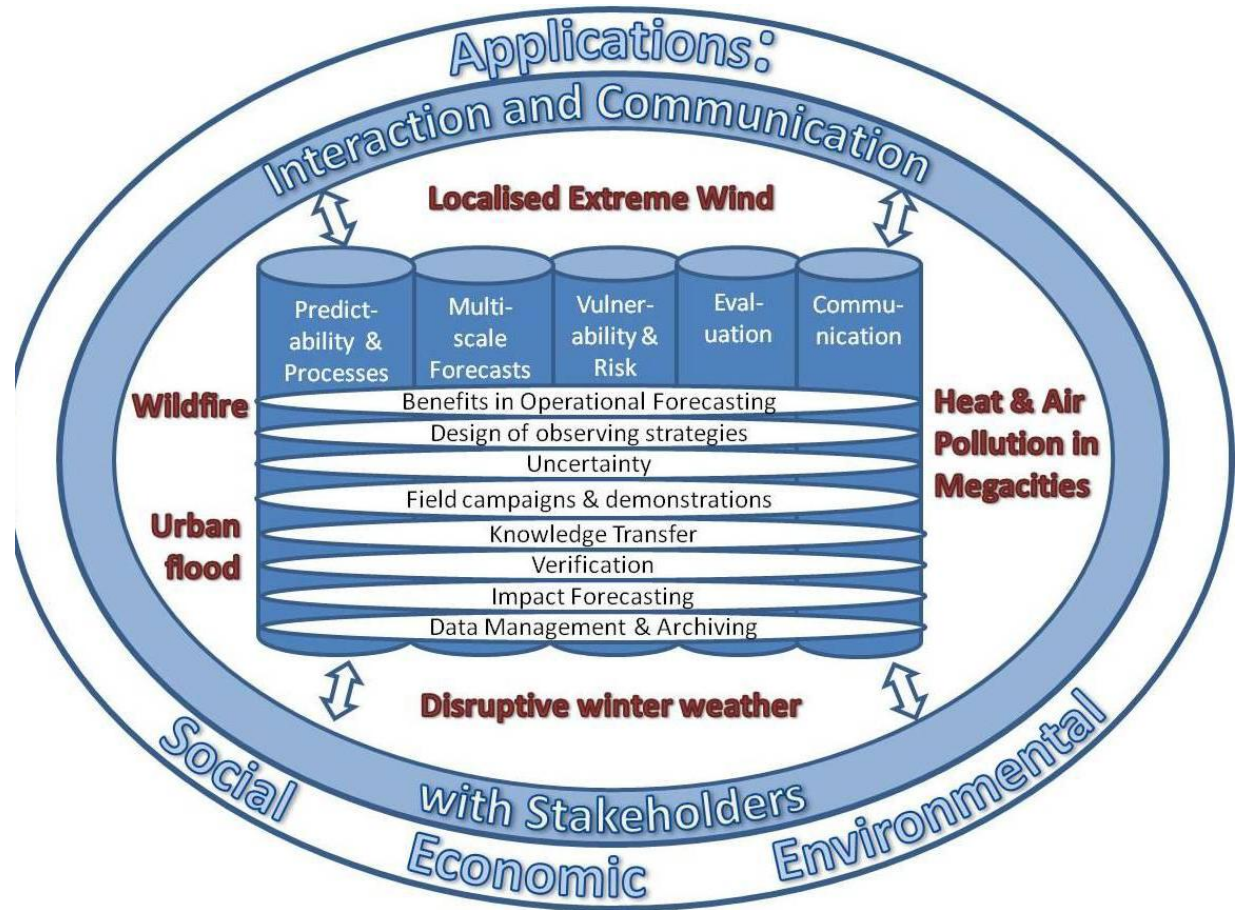 Applications:
Interaction and Communication
Localised Extreme Wind
Predict-
ability &
Processes
Multi-
scale
Forecasts
Vulner-
ability &
Risk
Eval-
uation
Commu-
nication
Wildfire
Urban
flood
Benefits in Operational Forecasting
Design of observing strategies
Uncertainty
Field campaigns & demonstrations
Knowledge Transfer
Verification
Impact Forecasting
Data Management & Archiving
Heat & Air
Pollution in
Megacities
Disruptive winter weather
with Stakeholders
Social
Economic
Environmental